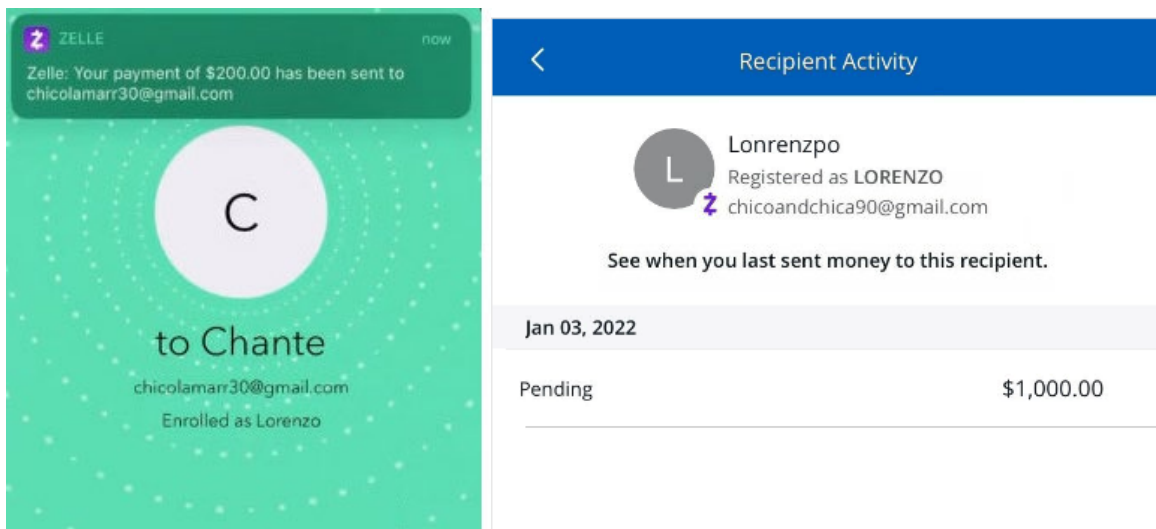 ZELLE
now
Zelle: Your payment of $200.00 has been sent to
chicolamarr30@gmail.com
C
to Chante
chicolamarr30@gmail.com
Enrolled as Lorenzo
Recipient Activity
L
Lonrenzpo
Registered as LORENZO
chicoandchica90@gmail.com
See when you last sent money to this recipient.
Jan 03, 2022
Pending $1,000.00